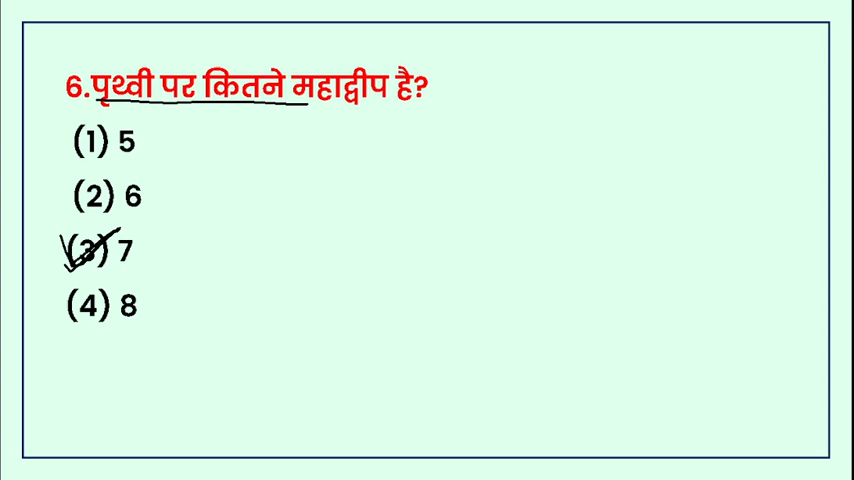 6.पृथ्वी पर कितने महाद्वीप है?
(1) 5
(2) 6
(3) 7
(4) 8